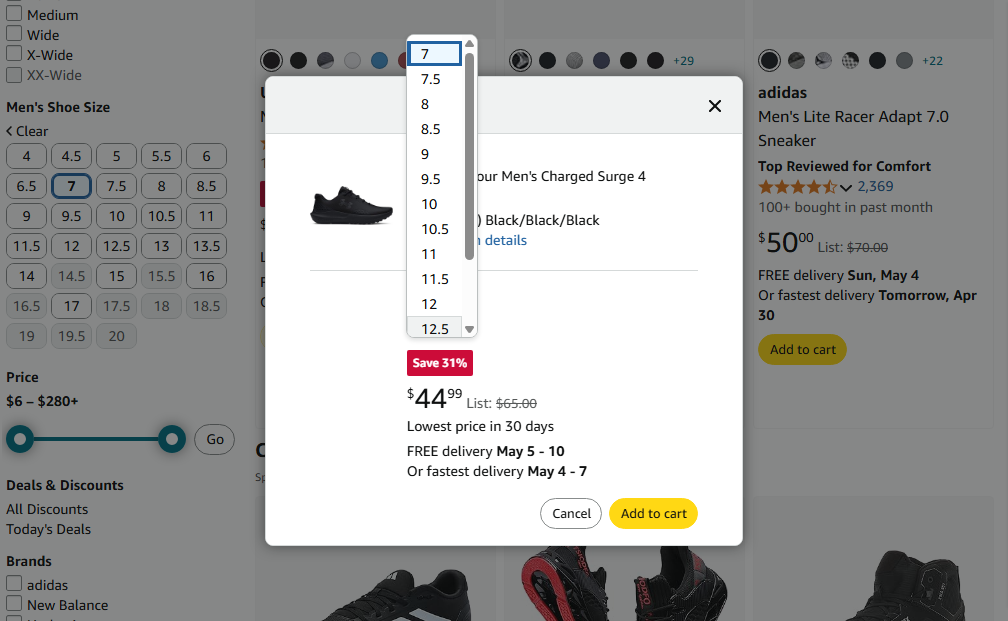 Medium
Wide
X-Wide
XX-Wide
Men's Shoe Size
Clear
4
4.5
5
5.5
6
6.5
7
7.5
8
8.5
9
9.5
10
10.5
11
11.5
12
12.5
13
13.5
14
14.5
15
15.5
16
16.5
17
17.5
18
18.5
19
19.5
20
Price
$6 – $280+
Go
Deals & Discounts
All Discounts
Today's Deals
Brands
adidas
New Balance
7
7.5
8
8.5
9
9.5
10
10.5
11
11.5
12
12.5
our Men's Charged Surge 4
) Black/Black/Black
details
Save 31%
$44.99 List: $65.00
Lowest price in 30 days
FREE delivery May 5 - 10
Or fastest delivery May 4 - 7
Cancel
Add to cart
+29
+22
adidas
Men's Lite Racer Adapt 7.0
Sneaker
Top Reviewed for Comfort
2,369
100+ bought in past month
$50.00 List: $70.00
FREE delivery Sun, May 4
Or fastest delivery Tomorrow, Apr
30
Add to cart